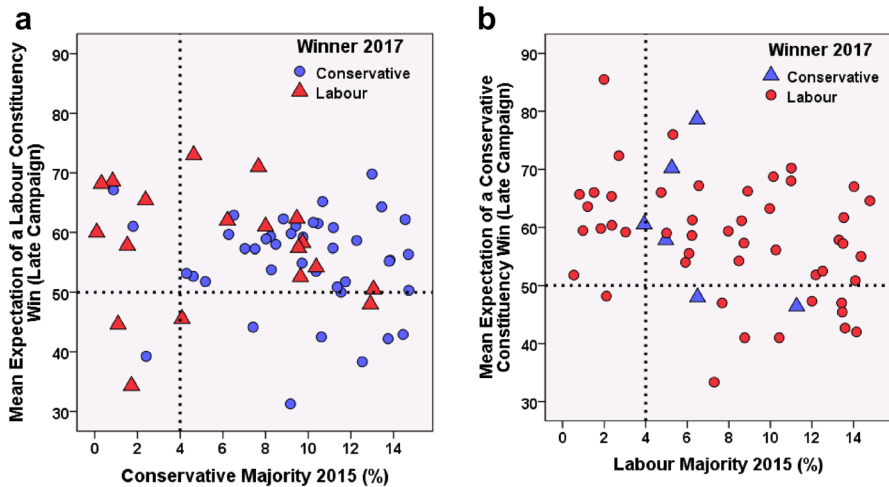 a
Mean Expectation of a Labour Constituency
Win (Late Campaign)
90
80
70
60
50
40
30
0 2 4 6 8 10 12 14
Conservative Majority 2015 (%)
Winner 2017
Conservative
Labour
b
Mean Expectation of a Conservative
Constituency Win (Late Campaign)
90
80
70
60
50
40
30
0 2 4 6 8 10 12 14
Labour Majority 2015 (%)
Winner 2017
Conservative
Labour